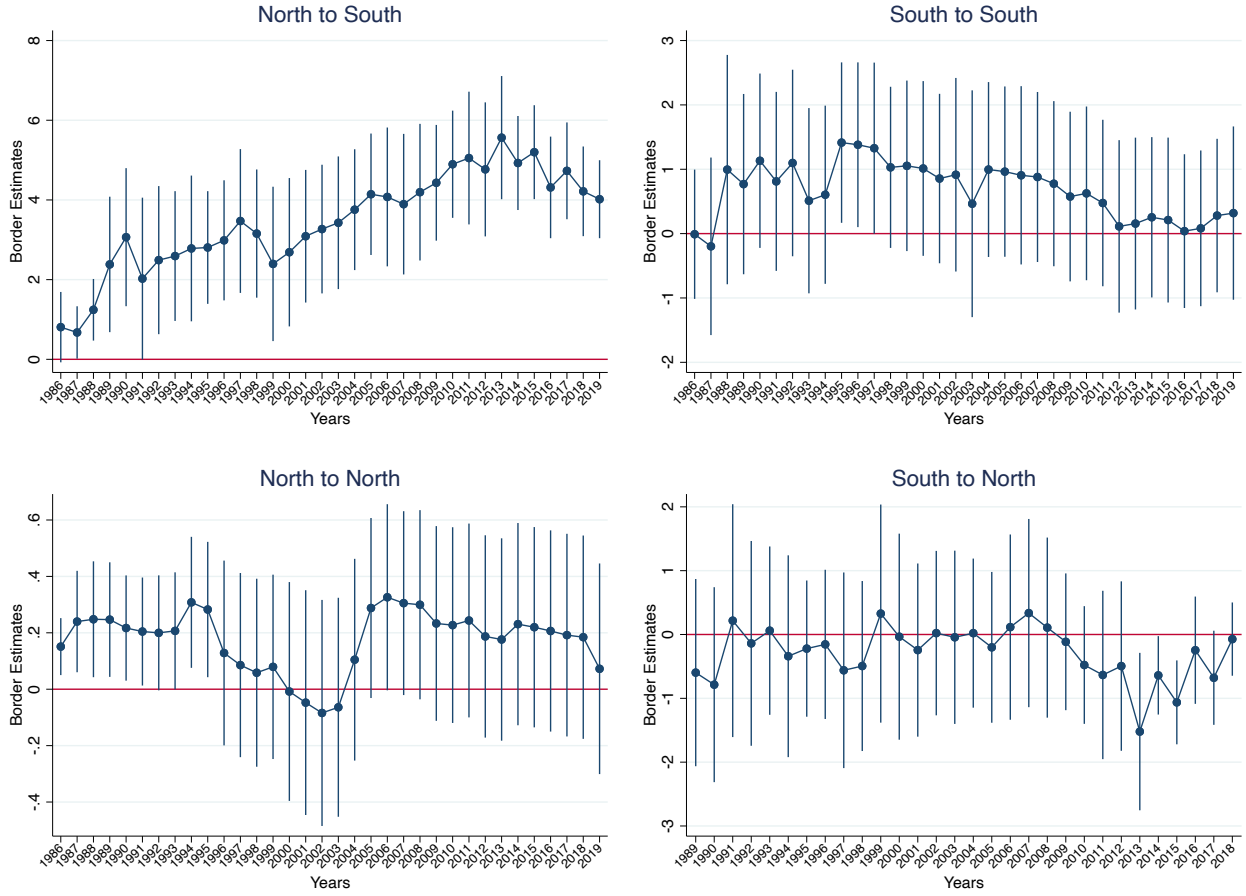 North to South
8
6
4
2
0
Border Estimates
1986 1987 1988 1989 1990 1991 1992 1993 1994 1995 1996 1997 1998 1999 2000 2001 2002 2003 2004 2005 2006 2007 2008 2009 2010 2011 2012 2013 2014 2015 2016 2017 2018 2019
Years
South to South
3
2
1
0
-1
-2
Border Estimates
1986 1987 1988 1989 1990 1991 1992 1993 1994 1995 1996 1997 1998 1999 2000 2001 2002 2003 2004 2005 2006 2007 2008 2009 2010 2011 2012 2013 2014 2015 2016 2017 2018 2019
Years
North to North
.6
.4
.2
0
-.2
-.4
Border Estimates
1986 1987 1988 1989 1990 1991 1992 1993 1994 1995 1996 1997 1998 1999 2000 2001 2002 2003 2004 2005 2006 2007 2008 2009 2010 2011 2012 2013 2014 2015 2016 2017 2018 2019
Years
South to North
2
1
0
-1
-2
-3
Border Estimates
1989 1990 1991 1992 1993 1994 1995 1996 1997 1998 1999 2000 2001 2002 2003 2004 2005 2006 2007 2008 2009 2010 2011 2012 2013 2014 2015 2016 2017 2018
Years